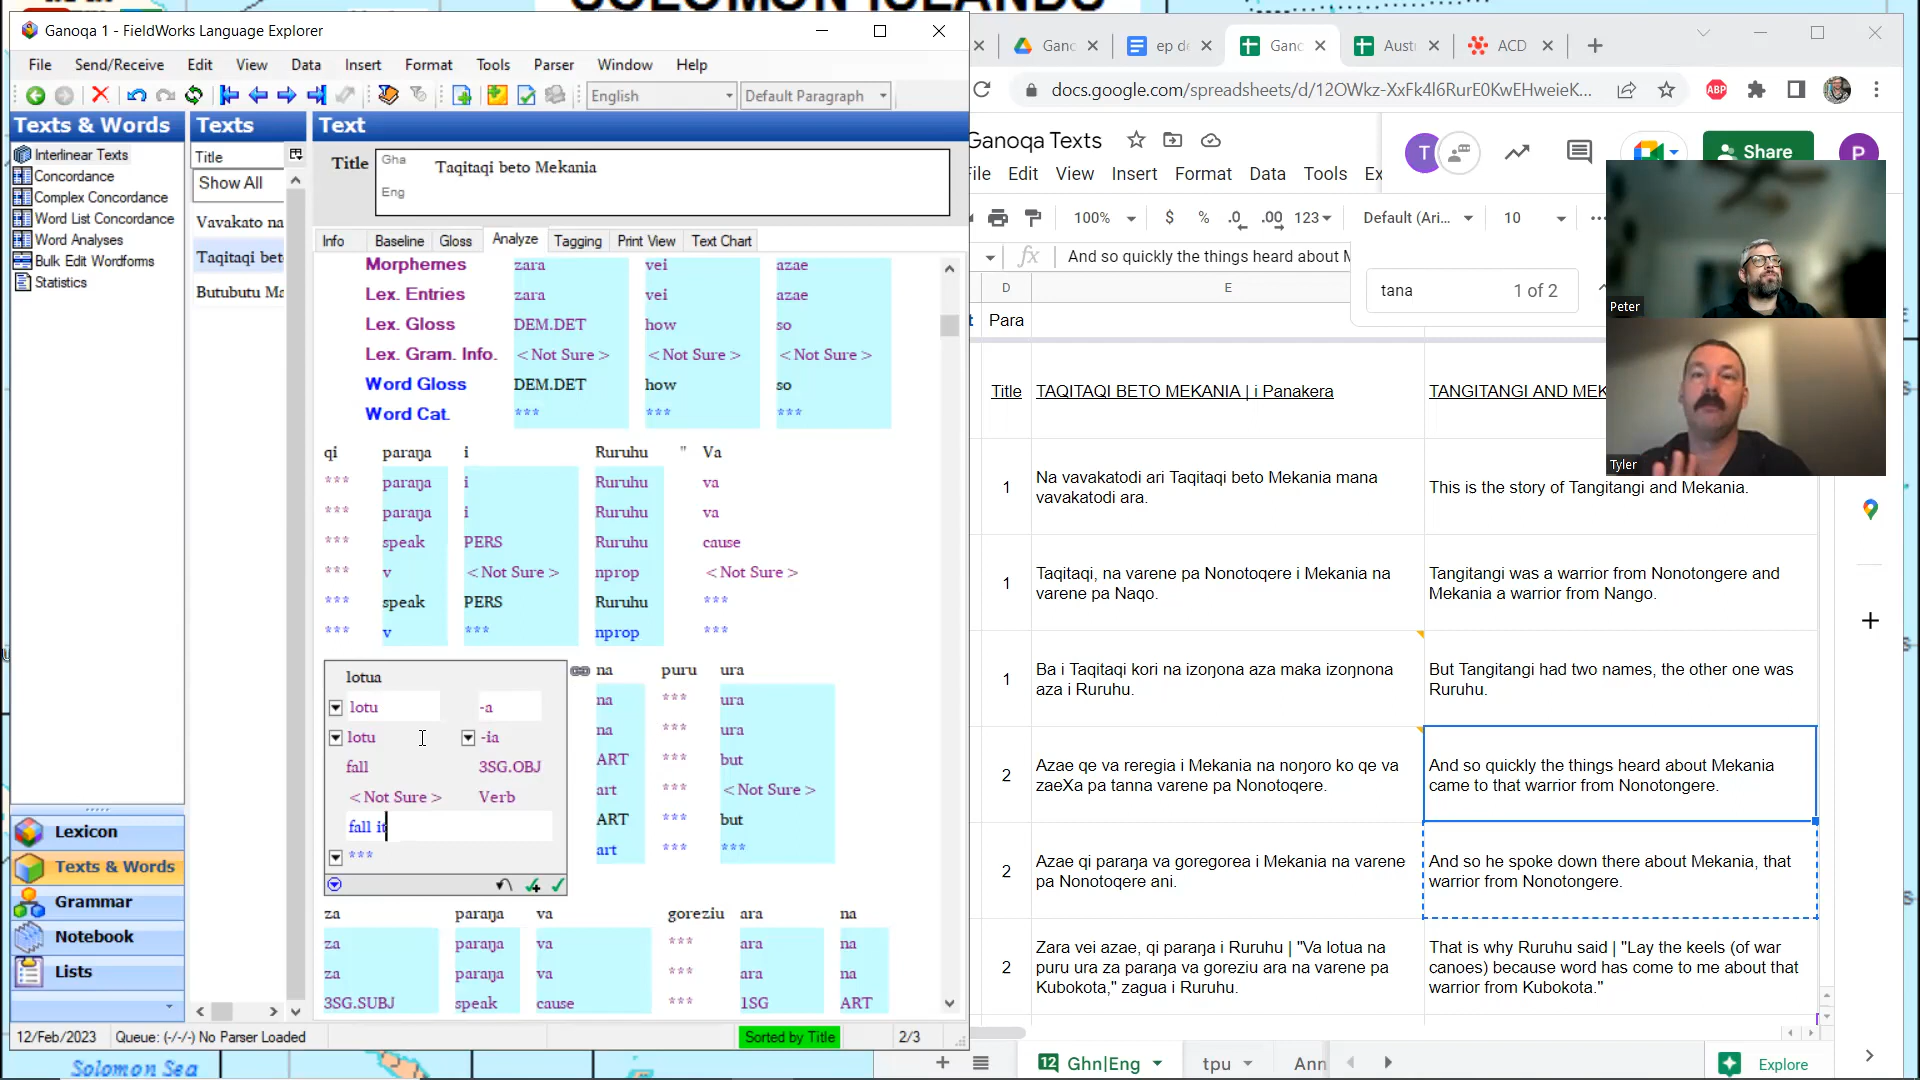 SOLOMON ISLANDS
Ganoqa 1 - FieldWorks Language Explorer
File Send/Receive Edit View Data Insert Format Tools Parser Window Help
English Default Paragraph
Texts & Words
Interlinear Texts
Concordance
Complex Concordance
Word List Concordance
Word Analyses
Bulk Edit Wordforms
Statistics
Lexicon
Texts & Words
Grammar
Notebook
Lists
Texts
Title
Show All
Vavakato na
Taqitaqi bet
Butubutu Ma
Text
Title Gha Taqitaqi beto Mekania
Eng
Info Baseline Gloss Analyze Tagging Print View Text Chart
Morphemes zara vei azae
Lex. Entries zara vei azae
Lex. Gloss DEM.DET how so
Lex. Gram. Info. <Not Sure> <Not Sure> <Not Sure>
Word Gloss DEM.DET how so
Word Cat. *** *** ***
qi paraŋa i Ruruhu " Va
*** paraŋa i Ruruhu va
*** paraŋa i Ruruhu va
*** speak PERS Ruruhu cause
*** v <Not Sure> nprop <Not Sure>
*** speak PERS Ruruhu ***
*** v *** nprop ***
lotua na puru ura
lotu -a na *** ura
lotu -ia na *** ura
fall 3SG.OBJ ART *** but
<Not Sure> Verb art *** <Not Sure>
fall it ART *** but
*** art *** ***
za paraŋa va goreziu ara na
za paraŋa va *** ara na
za paraŋa va *** ara na
3SG.SUBJ speak cause *** 1SG ART
12/Feb/2023 Queue: (-/-/-) No Parser Loaded Sorted by Title 2/3
Solomon Sea
Ganc ep de Ganc Aust ACD
docs.google.com/spreadsheets/d/12OWkz-XxFk4l6RurE0KwEHweieK...
ABP
Ganoqa Texts
T Share P
File Edit View Insert Format Data Tools Ex
100% $ % .0 .00 123 Default (Ari... 10
fx And so quickly the things heard about M
tana 1 of 2
D E
t Para
Title TAQITAQI BETO MEKANIA | i Panakera TANGITANGI AND MEK
1 Na vavakatodi ari Taqitaqi beto Mekania mana
vavakatodi ara.
This is the story of Tangitangi and Mekania.
1 Taqitaqi, na varene pa Nonotoqere i Mekania na
varene pa Naqo.
Tangitangi was a warrior from Nonotongere and
Mekania a warrior from Nango.
1 Ba i Taqitaqi kori na izoŋona aza maka izoŋnona
aza i Ruruhu.
But Tangitangi had two names, the other one was
Ruruhu.
2 Azae qe va reregia i Mekania na noŋoro ko qe va
zaeXa pa tanna varene pa Nonotoqere.
And so quickly the things heard about Mekania
came to that warrior from Nonotongere.
2 Azae qi paraŋa va goregorea i Mekania na varene
pa Nonotoqere ani.
And so he spoke down there about Mekania, that
warrior from Nonotongere.
2 Zara vei azae, qi paraŋa i Ruruhu | "Va lotua na
puru ura za paraŋa va goreziu ara na varene pa
Kubokota," zagua i Ruruhu.
That is why Ruruhu said | "Lay the keels (of war
canoes) because word has come to me about that
warrior from Kubokota."
12 Ghn|Eng tpu Ann Explore
Peter
Tyler